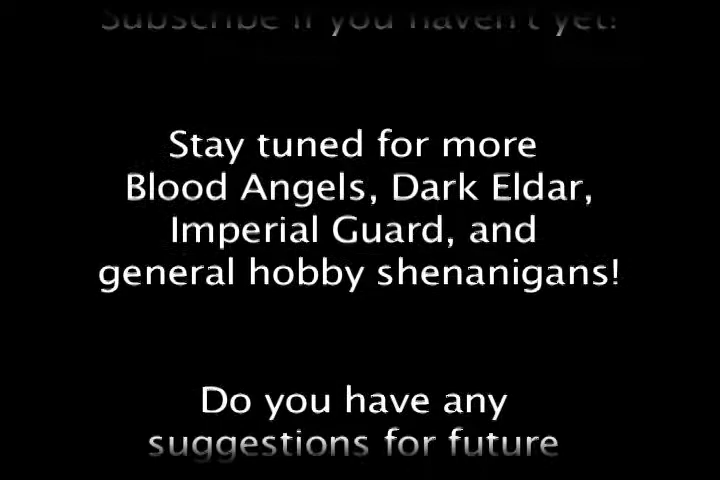 Subscribe if you haven't yet!
Stay tuned for more
Blood Angels, Dark Eldar,
Imperial Guard, and
general hobby shenanigans!
Do you have any
suggestions for future